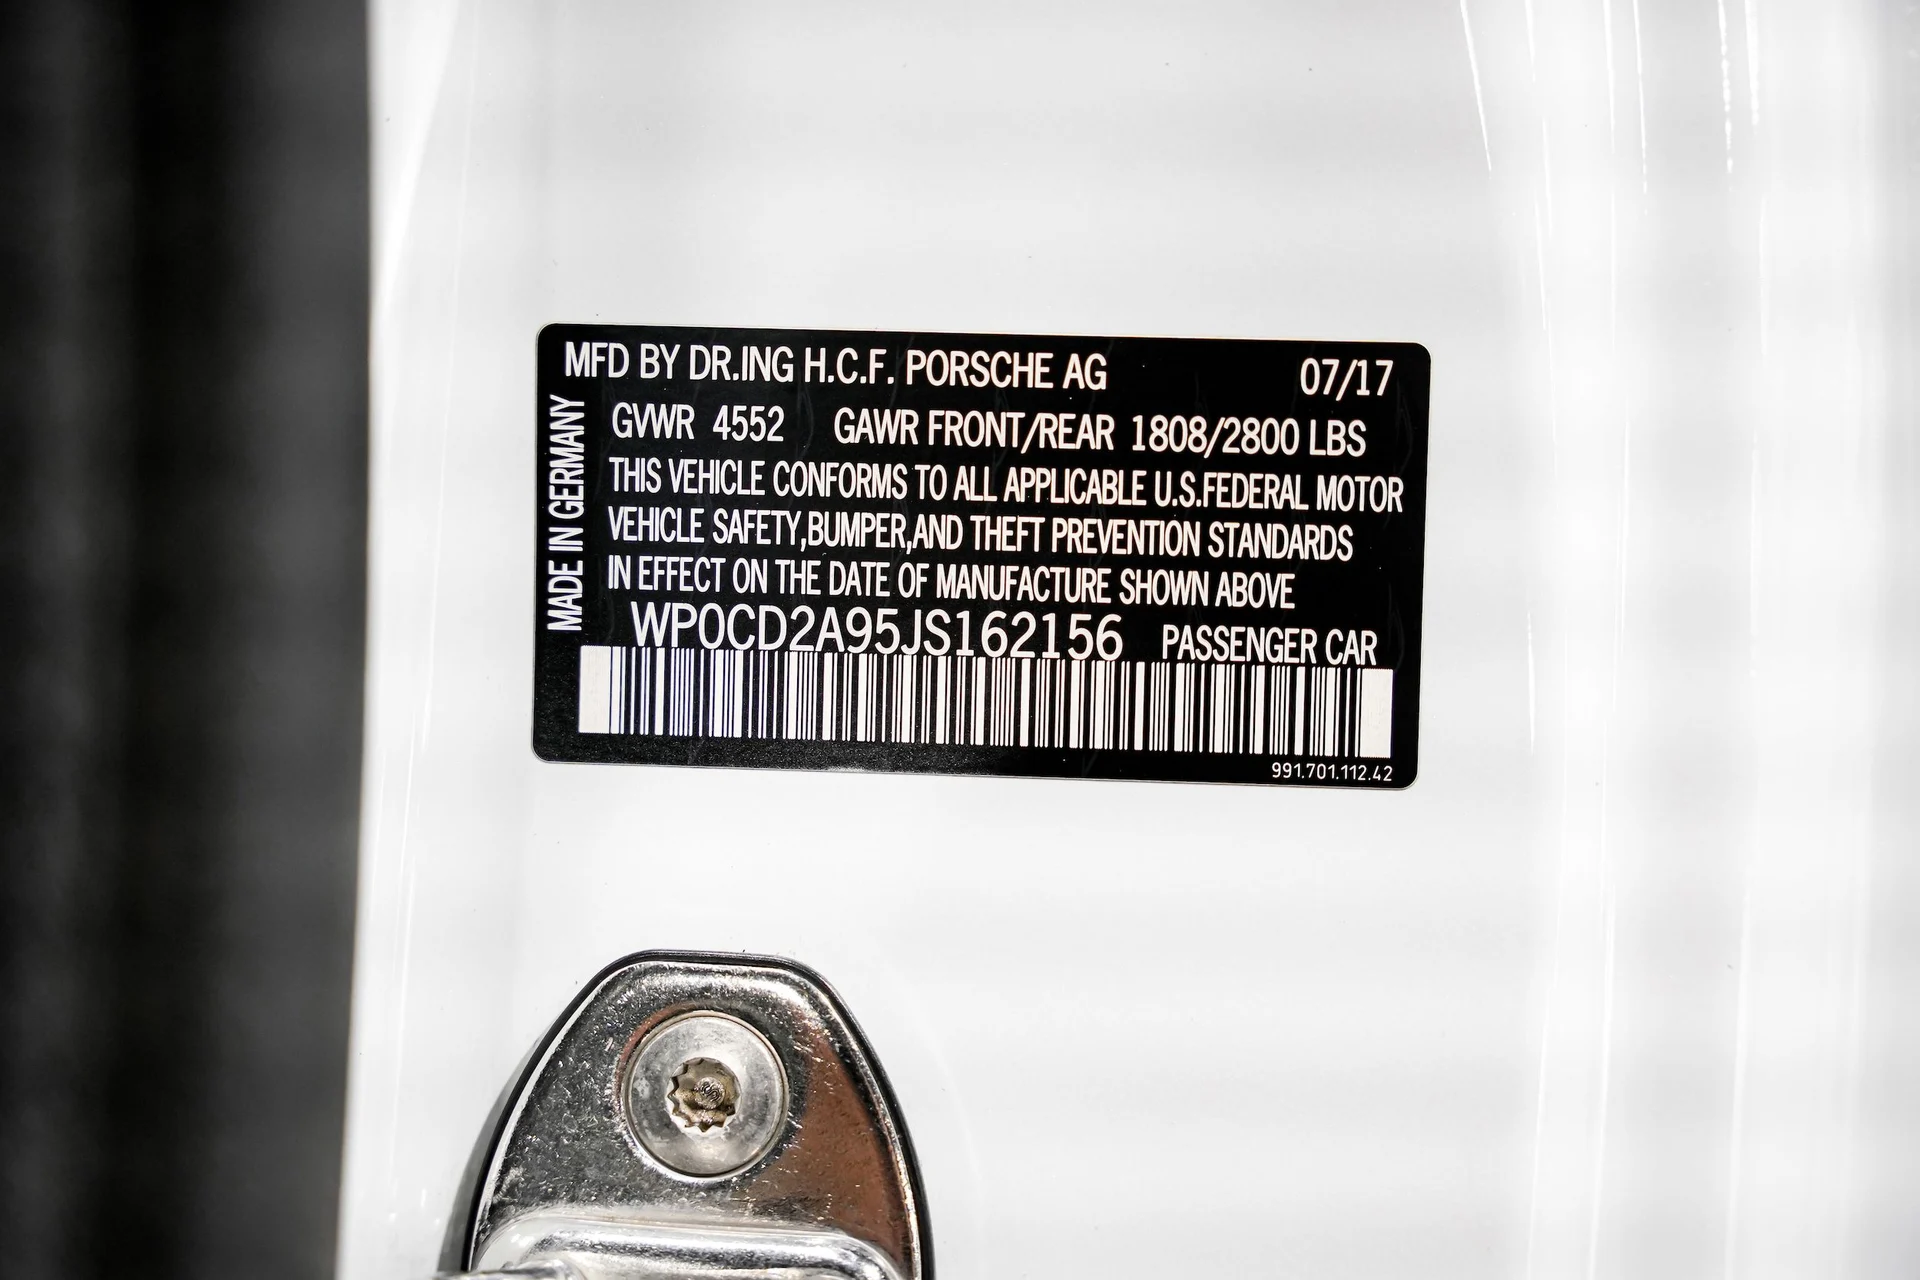 MFD BY DR.ING H.C.F. PORSCHE AG 07/17
GVWR 4552 GAWR FRONT/REAR 1808/2800 LBS
THIS VEHICLE CONFORMS TO ALL APPLICABLE U.S.FEDERAL MOTOR
VEHICLE SAFETY,BUMPER,AND THEFT PREVENTION STANDARDS
IN EFFECT ON THE DATE OF MANUFACTURE SHOWN ABOVE
WP0CD2A95JS162156 PASSENGER CAR
991.701.112.42
MADE IN GERMANY